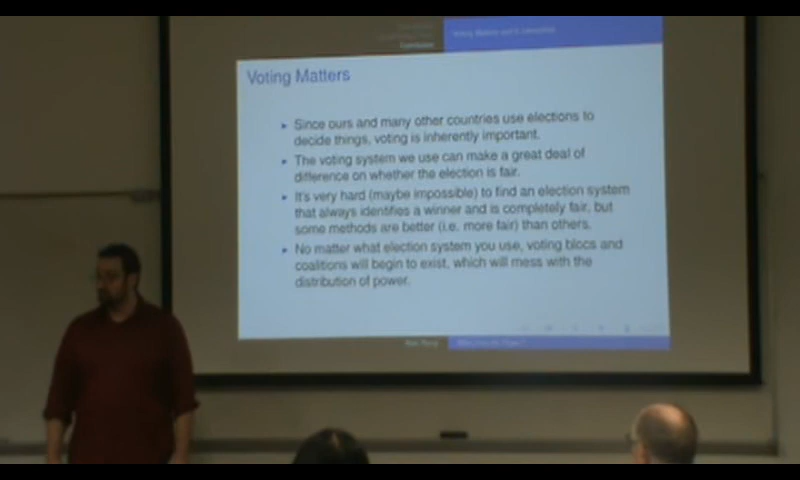 Conclusion
Voting Matters
Since ours and many other countries use elections to
decide things, voting is inherently important.
The voting system we use can make a great deal of
difference on whether the election is fair.
It's very hard (maybe impossible) to find an election system
that always identifies a winner and is completely fair, but
some methods are better (i.e. more fair) than others.
No matter what election system you use, voting blocs and
coalitions will begin to exist, which will mess with the
distribution of power.